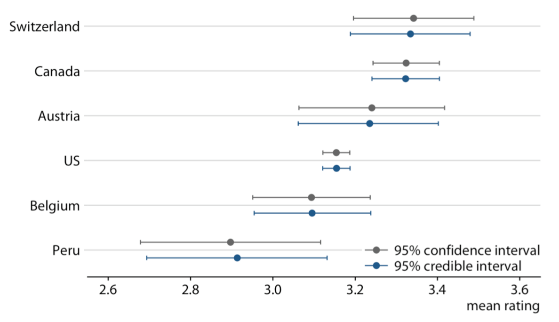 Switzerland
Canada
Austria
US
Belgium
Peru
95% confidence interval
95% credible interval
2.6 2.8 3.0 3.2 3.4 3.6
mean rating